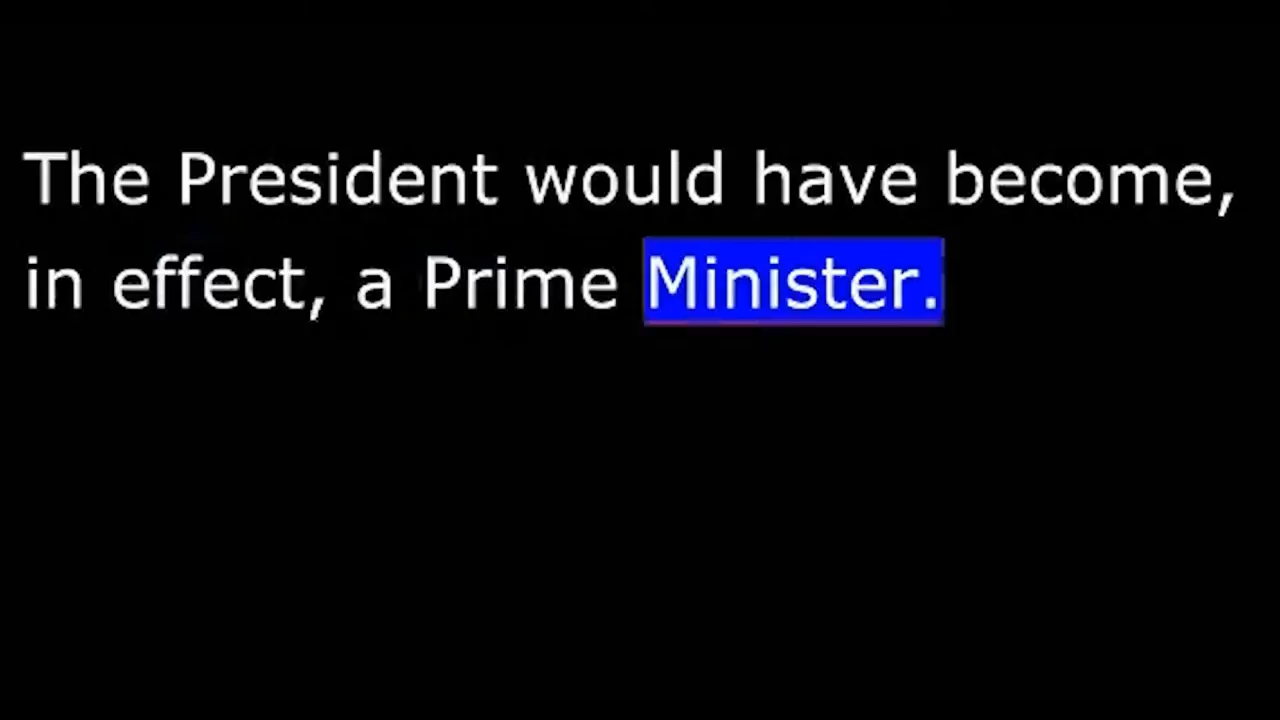 The President would have become,
in effect, a Prime Minister.